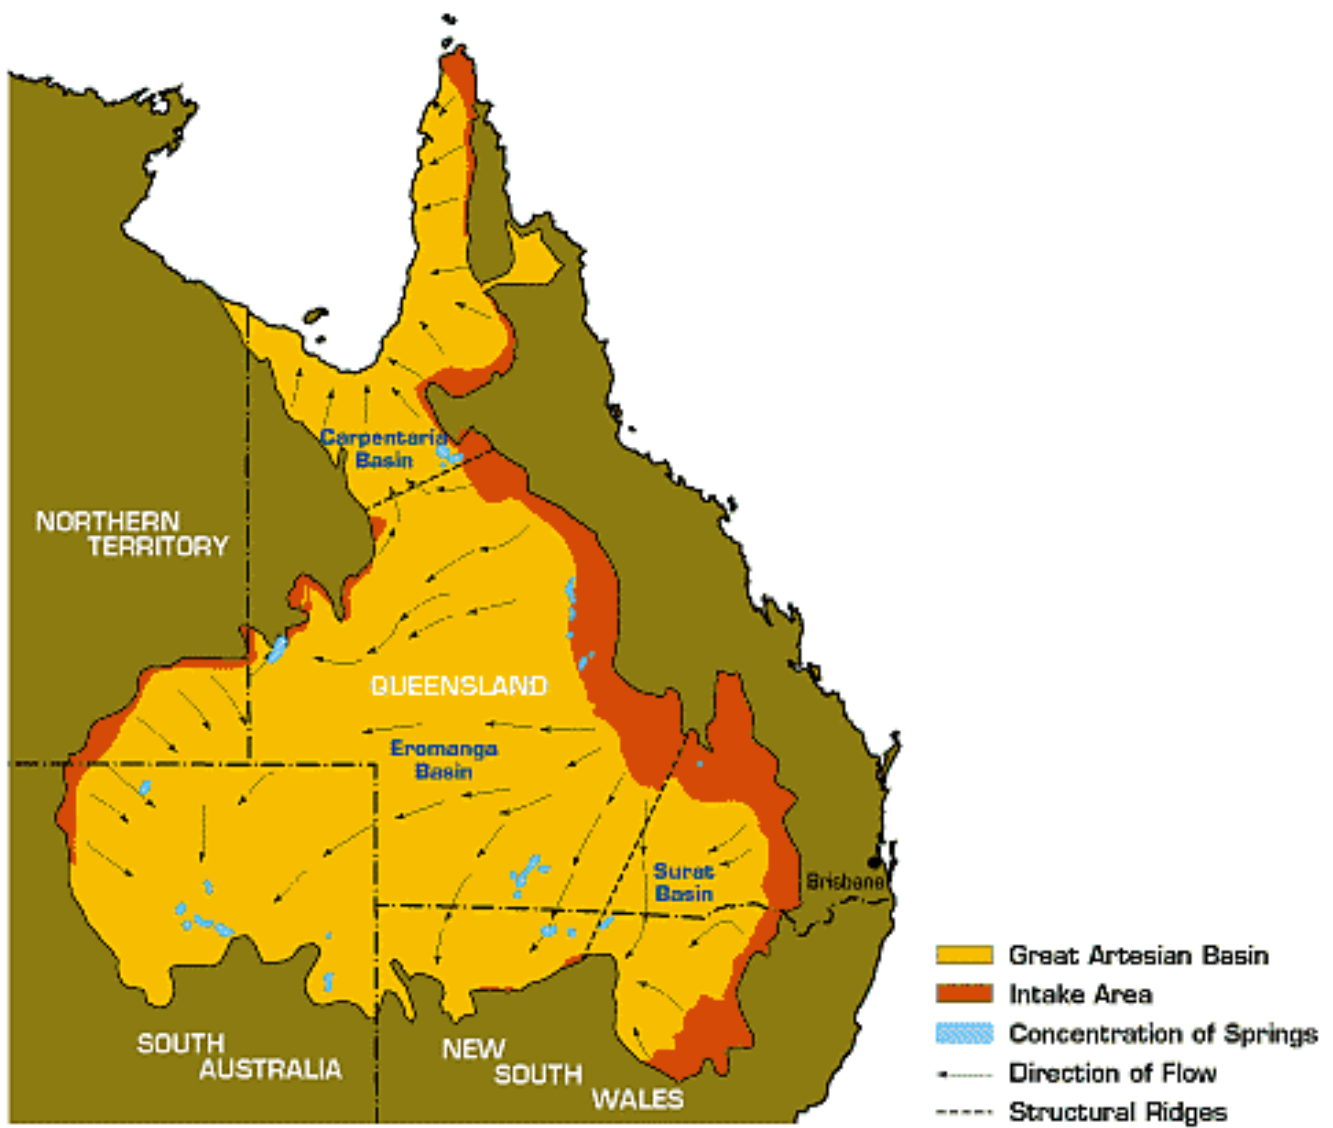 Carpentaria
Basin
NORTHERN
TERRITORY
QUEENSLAND
Eromanga
Basin
Surat
Basin
Brisbane
SOUTH
AUSTRALIA
NEW
SOUTH
WALES
Great Artesian Basin
Intake Area
Concentration of Springs
Direction of Flow
Structural Ridges